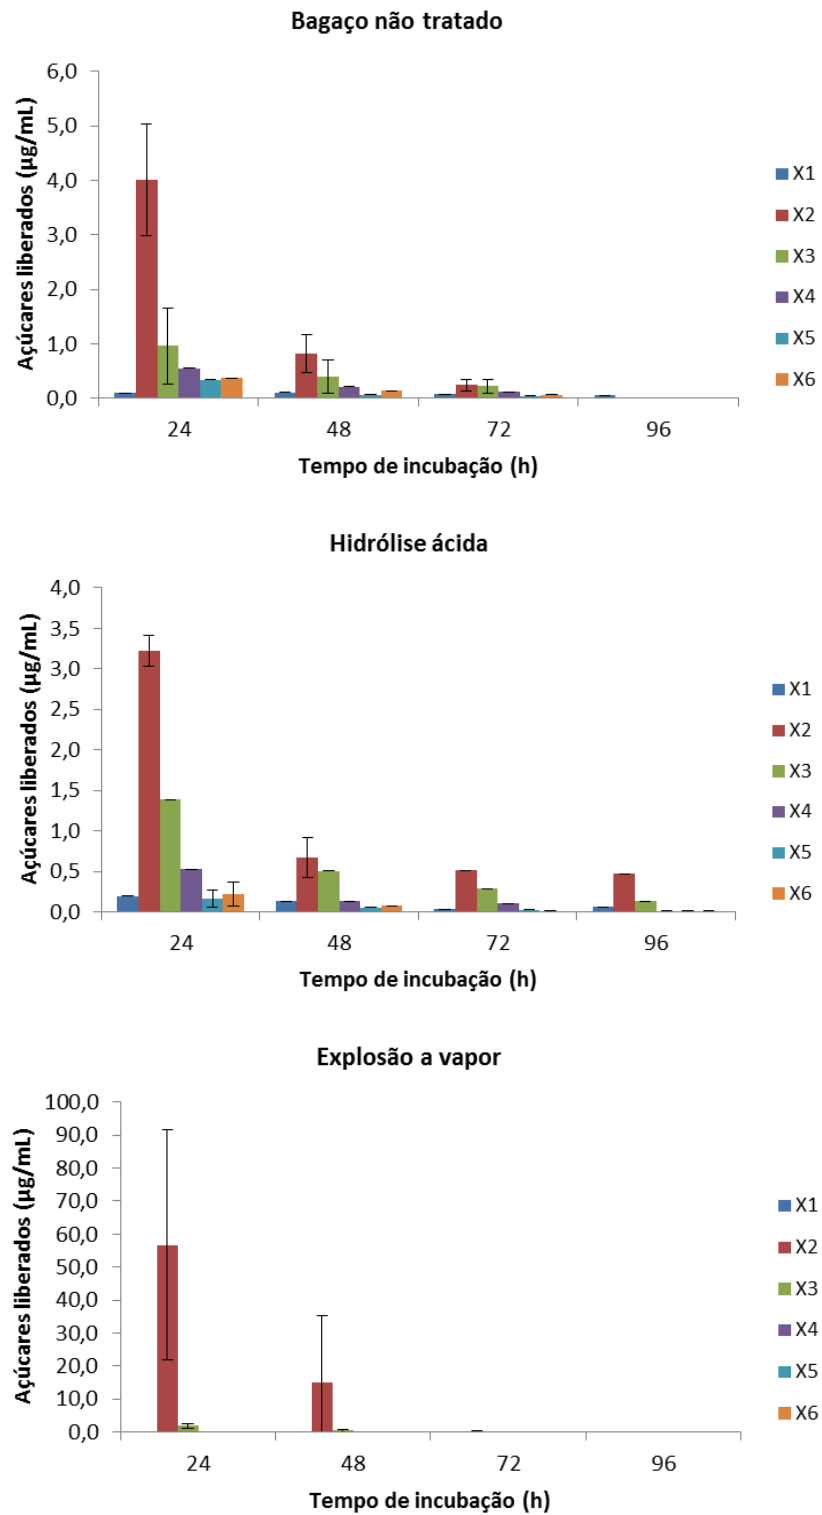 Bagaço não tratado
Açúcares liberados (µg/mL)
6,0
5,0
4,0
3,0
2,0
1,0
0,0
24 48 72 96
Tempo de incubação (h)
X1
X2
X3
X4
X5
X6
Hidrólise ácida
Açúcares liberados (µg/mL)
4,0
3,5
3,0
2,5
2,0
1,5
1,0
0,5
0,0
24 48 72 96
Tempo de incubação (h)
X1
X2
X3
X4
X5
X6
Explosão a vapor
Açúcares liberados (µg/mL)
100,0
90,0
80,0
70,0
60,0
50,0
40,0
30,0
20,0
10,0
0,0
24 48 72 96
Tempo de incubação (h)
X1
X2
X3
X4
X5
X6